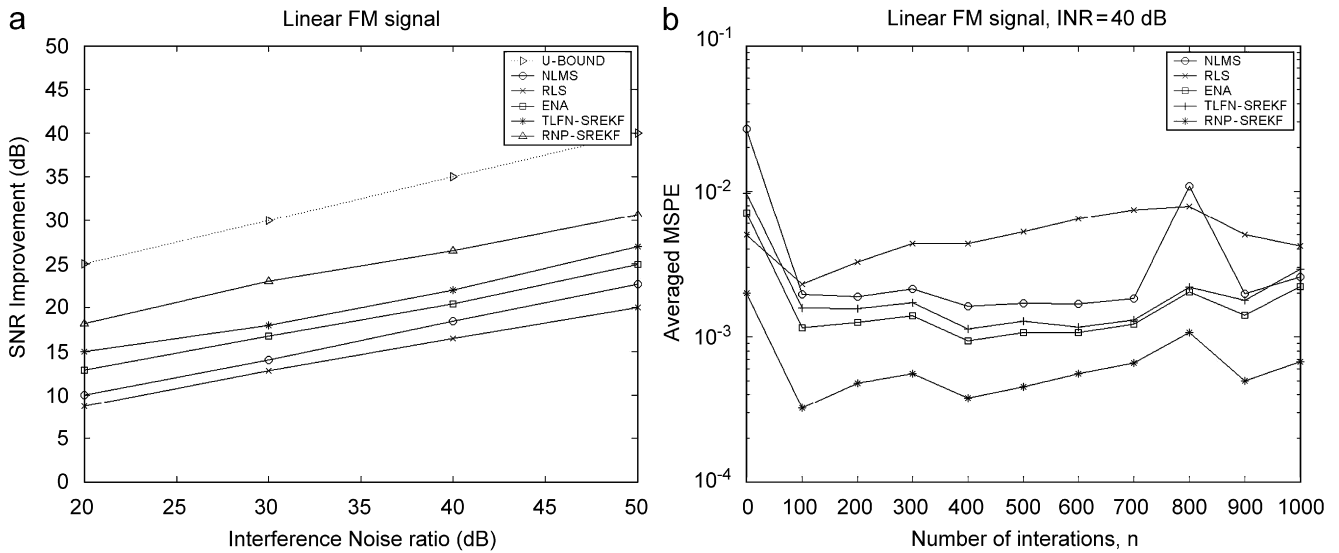 a
Linear FM signal
50
45
40
35
30
25
20
15
10
5
0
SNR Improvement (dB)
U-BOUND
NLMS
RLS
ENA
TLFN-SREKF
RNP-SREKF
20 25 30 35 40 45 50
Interference Noise ratio (dB)
b
Linear FM signal, INR=40 dB
10-1
10-2
10-3
10-4
Averaged MSPE
NLMS
RLS
ENA
TLFN-SREKF
RNP-SREKF
0 100 200 300 400 500 600 700 800 900 1000
Number of interations, n